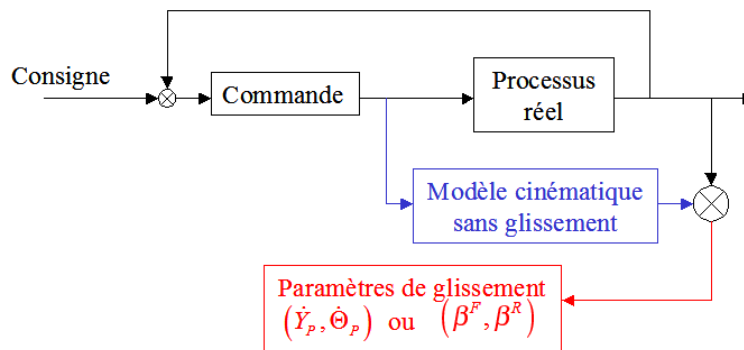 Consigne
Commande
Processus
réel
Modèle cinématique
sans glissement
Paramètres de glissement
(Ẏ_P, Θ̇_P) ou (β^F, β^R)